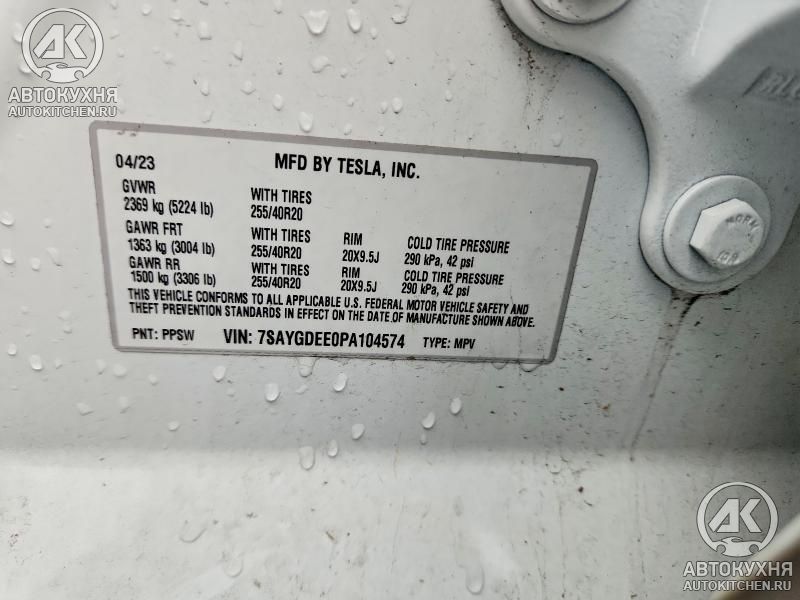 АК
АВТОКУХНЯ
AUTOKITCHEN.RU
04/23 MFD BY TESLA, INC.
GVWR WITH TIRES
2369 kg (5224 lb) 255/40R20
GAWR FRT WITH TIRES RIM COLD TIRE PRESSURE
1363 kg (3004 lb) 255/40R20 20X9.5J 290 kPa, 42 psi
GAWR RR WITH TIRES RIM COLD TIRE PRESSURE
1500 kg (3306 lb) 255/40R20 20X9.5J 290 kPa, 42 psi
THIS VEHICLE CONFORMS TO ALL APPLICABLE U.S. FEDERAL MOTOR VEHICLE SAFETY AND
THEFT PREVENTION STANDARDS IN EFFECT ON THE DATE OF MANUFACTURE SHOWN ABOVE.
PNT: PPSW VIN: 7SAYGDEE0PA104574 TYPE: MPV
АК
АВТОКУХНЯ
AUTOKITCHEN.RU